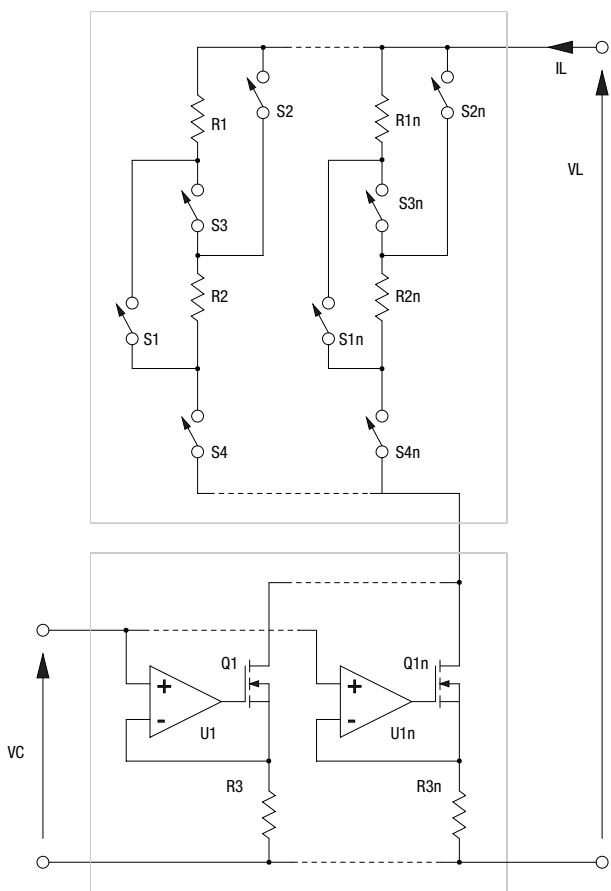 IL
S2
S2n
R1
R1n
VL
S3
S3n
R2
R2n
S1
S1n
S4
S4n
Q1
Q1n
+
+
-
-
U1
U1n
VC
R3
R3n